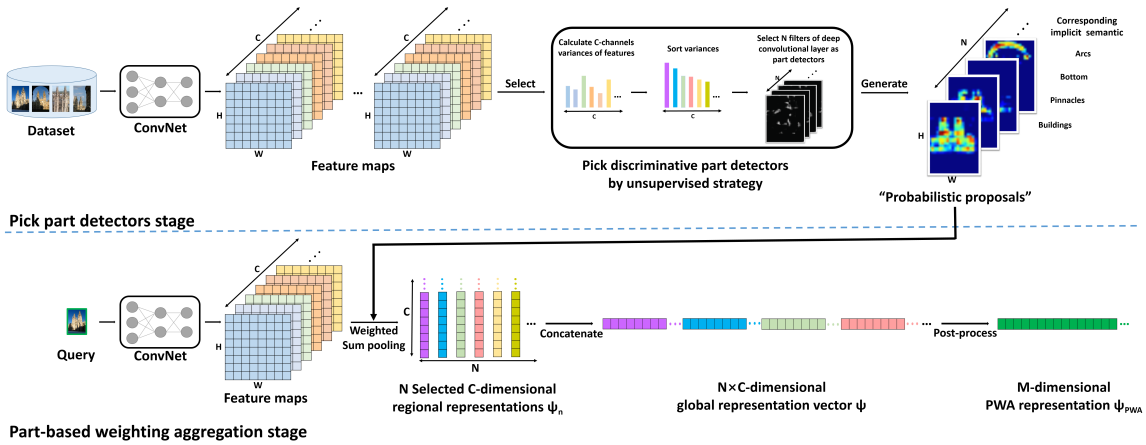 Dataset
ConvNet
C
H
W
...
Feature maps
Select
Calculate C-channels
variances of features
...
C
Sort variances
...
C
Select N filters of deep
convolutional layer as
part detectors
N
Pick discriminative part detectors
by unsupervised strategy
Generate
N
H
W
"Probabilistic proposals"
Corresponding
implicit semantic
Arcs
Bottom
Pinnacles
Buildings
Pick part detectors stage
Query
ConvNet
C
H
W
Feature maps
Weighted
Sum pooling
C
...
N
N Selected C-dimensional
regional representations ψn
Concatenate
...
N×C-dimensional
global representation vector ψ
Post-process
...
M-dimensional
PWA representation ψPWA
Part-based weighting aggregation stage